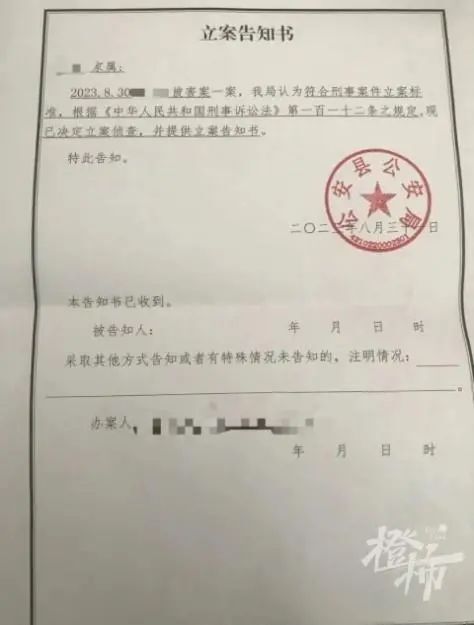 立案告知书
家属:
2023.8.30 被害案一案,我局认为符合刑事案件立案标
准,根据《中华人民共和国刑事诉讼法》第一百一十二条之规定,现
已决定立案侦查,并提供立案告知书。
特此告知。
公安县公安局
二〇二三年八月三 日
本告知书已收到。
被告知人: 年 月 日 时
采取其他方式告知或者有特殊情况未告知的,注明情况:
。
办案人
年 月 日 时
橙柿